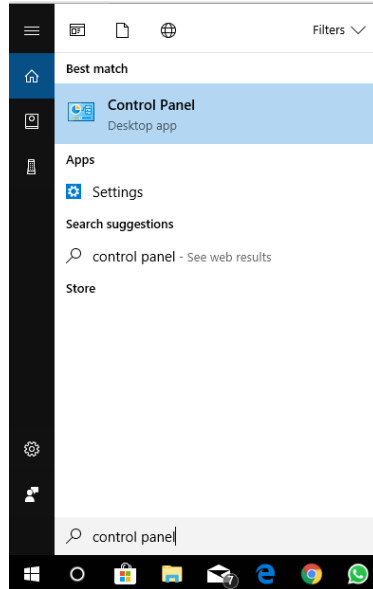 Filters
Best match
Control Panel
Desktop app
Apps
Settings
Search suggestions
control panel - See web results
Store
control panel
7